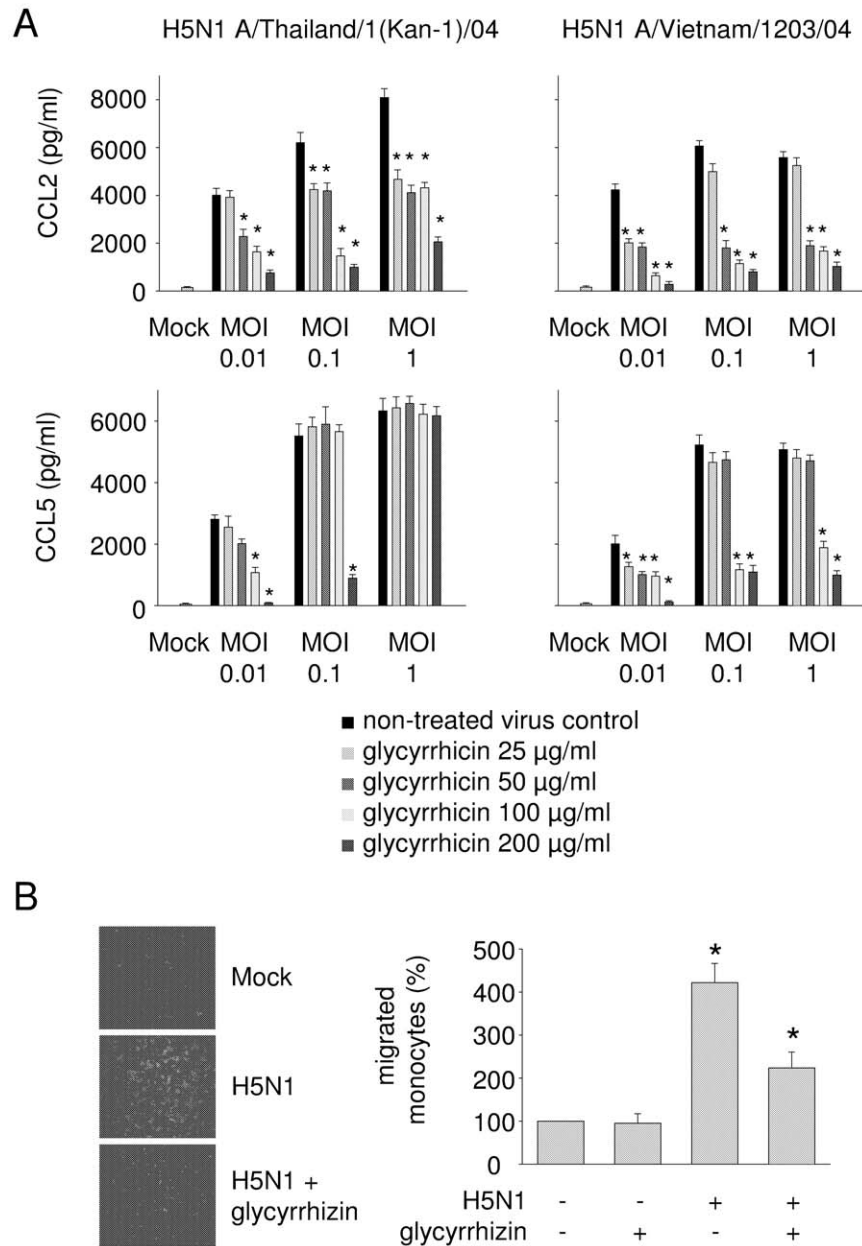 A
H5N1 A/Thailand/1(Kan-1)/04
H5N1 A/Vietnam/1203/04
CCL2 (pg/ml)
8000
6000
4000
2000
0
* * *
* * * *
* * * *
* * * *
* * *
* * *
Mock MOI MOI MOI
0.01 0.1 1
Mock MOI MOI MOI
0.01 0.1 1
CCL5 (pg/ml)
6000
4000
2000
0
* *
*
* * * *
* *
* *
Mock MOI MOI MOI
0.01 0.1 1
Mock MOI MOI MOI
0.01 0.1 1
non-treated virus control
glycyrrhicin 25 µg/ml
glycyrrhicin 50 µg/ml
glycyrrhicin 100 µg/ml
glycyrrhicin 200 µg/ml
B
Mock
H5N1
H5N1 +
glycyrrhizin
migrated
monocytes (%)
500
400
300
200
100
0
* *
H5N1 - - + +
glycyrrhizin - + - +